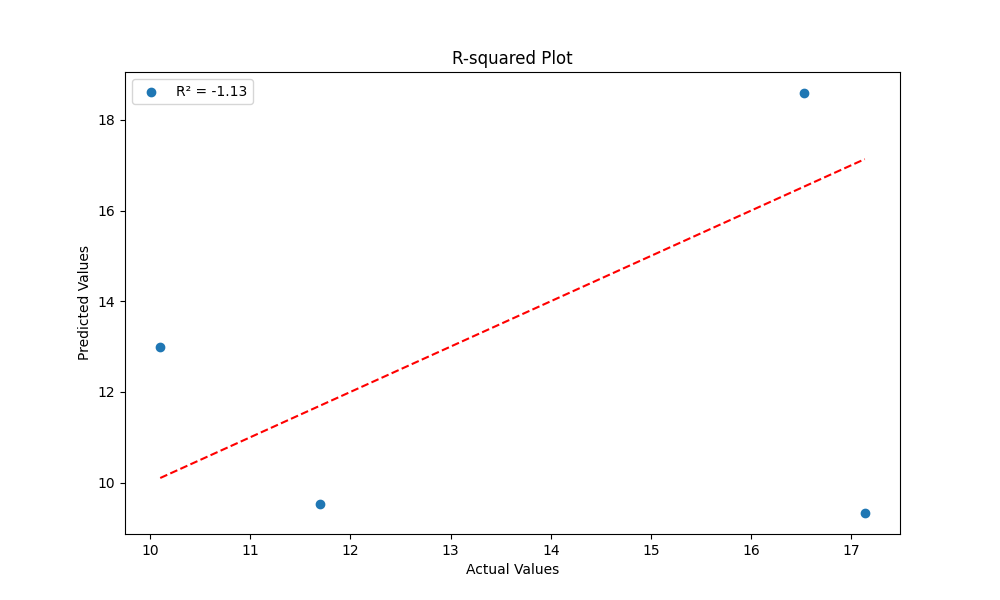 R-squared Plot
R² = -1.13
18
16
14
12
10
Predicted Values
10 11 12 13 14 15 16 17
Actual Values